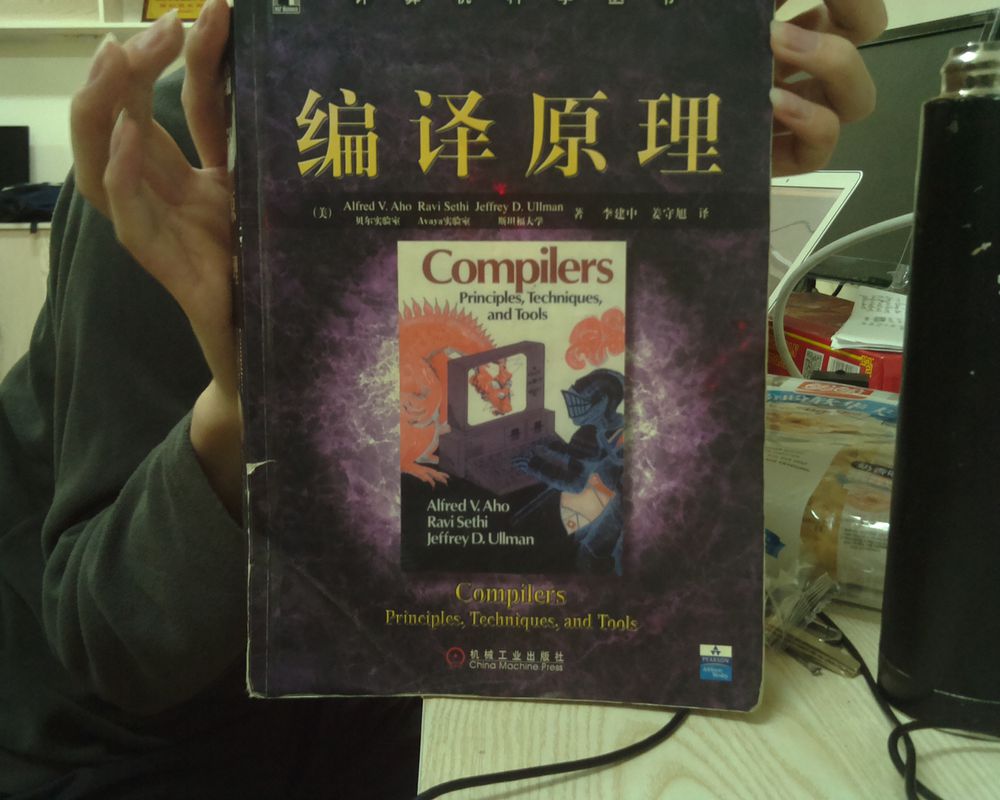 编译原理
(美) Alfred V. Aho Ravi Sethi Jeffrey D. Ullman 著 李建中 姜守旭 译
贝尔实验室 Avaya实验室 斯坦福大学
Compilers
Principles, Techniques,
and Tools
Alfred V. Aho
Ravi Sethi
Jeffrey D. Ullman
Compilers
Principles, Techniques, and Tools
机械工业出版社
China Machine Press
PEARSON
Addison
Wesley